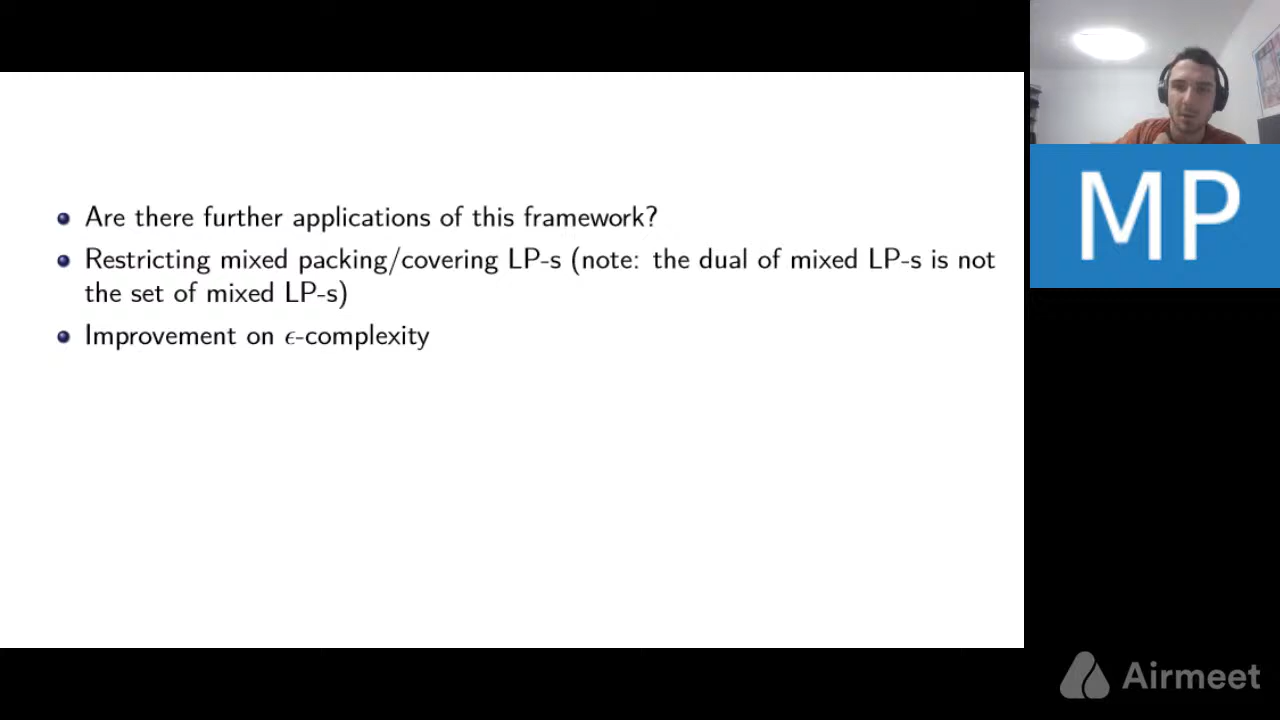 Are there further applications of this framework?
Restricting mixed packing/covering LP-s (note: the dual of mixed LP-s is not
the set of mixed LP-s)
Improvement on ϵ-complexity
MP
Airmeet